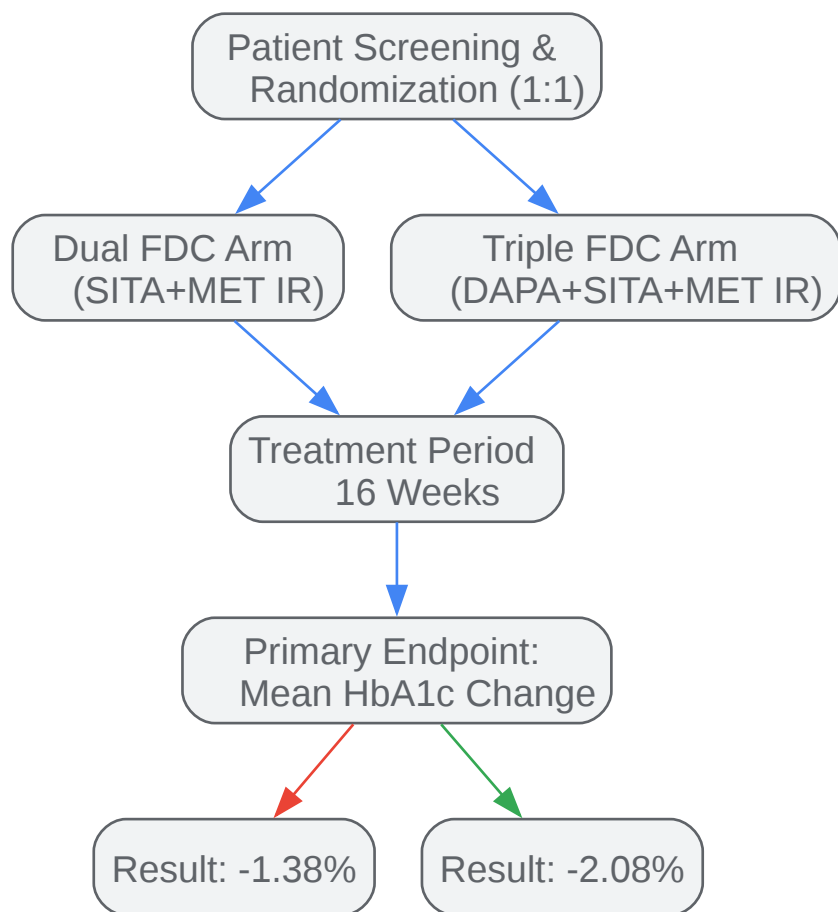 Patient Screening &
Randomization (1:1)
Dual FDC Arm
(SITA+MET IR)
Triple FDC Arm
(DAPA+SITA+MET IR)
Treatment Period
16 Weeks
Primary Endpoint:
Mean HbA1c Change
Result: -1.38%
Result: -2.08%